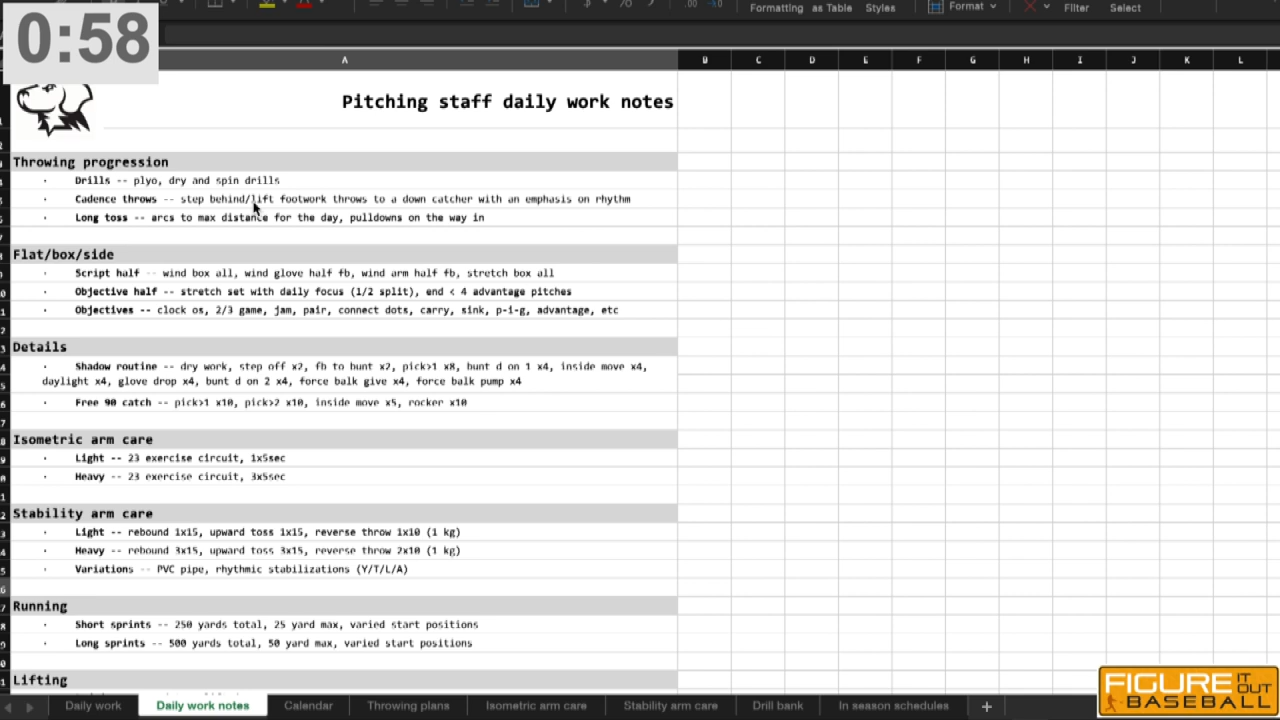 Formatting as Table Styles Format Filter Select
0:58
A B C D E F G H I J K L
Pitching staff daily work notes
Throwing progression
· Drills -- plyo, dry and spin drills
· Cadence throws -- step behind/lift footwork throws to a down catcher with an emphasis on rhythm
· Long toss -- arcs to max distance for the day, pulldowns on the way in
Flat/box/side
· Script half -- wind box all, wind glove half fb, wind arm half fb, stretch box all
· Objective half -- stretch set with daily focus (1/2 split), end < 4 advantage pitches
· Objectives -- clock os, 2/3 game, jam, pair, connect dots, carry, sink, p-i-g, advantage, etc
Details
· Shadow routine -- dry work, step off x2, fb to bunt x2, pick>1 x8, bunt d on 1 x4, inside move x4,
daylight x4, glove drop x4, bunt d on 2 x4, force balk give x4, force balk pump x4
· Free 90 catch -- pick>1 x10, pick>2 x10, inside move x5, rocker x10
Isometric arm care
· Light -- 23 exercise circuit, 1x5sec
· Heavy -- 23 exercise circuit, 3x5sec
Stability arm care
· Light -- rebound 1x15, upward toss 1x15, reverse throw 1x10 (1 kg)
· Heavy -- rebound 3x15, upward toss 3x15, reverse throw 2x10 (1 kg)
· Variations -- PVC pipe, rhythmic stabilizations (Y/T/L/A)
Running
· Short sprints -- 250 yards total, 25 yard max, varied start positions
· Long sprints -- 500 yards total, 50 yard max, varied start positions
Lifting
Daily work Daily work notes Calendar Throwing plans Isometric arm care Stability arm care Drill bank In season schedules +
FIGURE IT OUT
BASEBALL